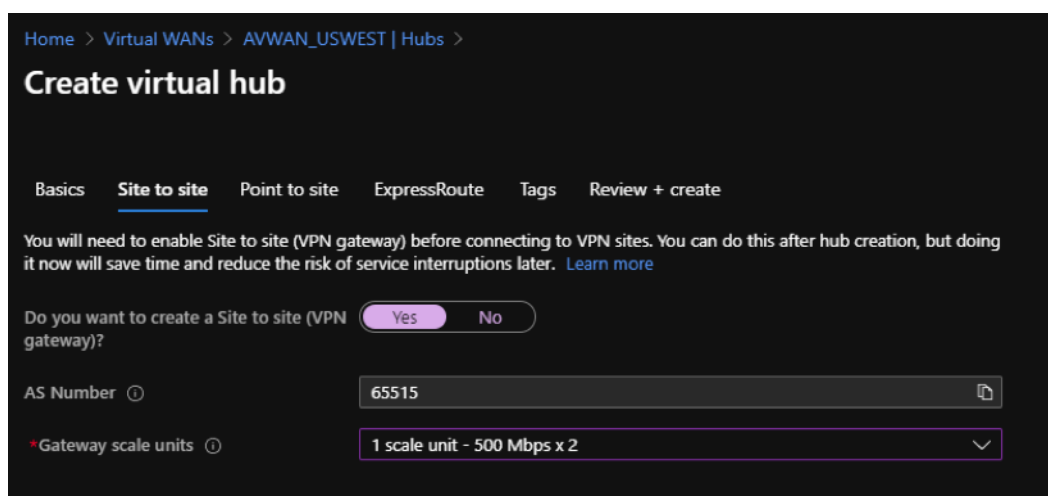 Home > Virtual WANs > AVWAN_USWEST | Hubs >
Create virtual hub
Basics Site to site Point to site ExpressRoute Tags Review + create
You will need to enable Site to site (VPN gateway) before connecting to VPN sites. You can do this after hub creation, but doing
it now will save time and reduce the risk of service interruptions later. Learn more
Do you want to create a Site to site (VPN
gateway)?
Yes No
AS Number
65515
*Gateway scale units
1 scale unit - 500 Mbps x 2